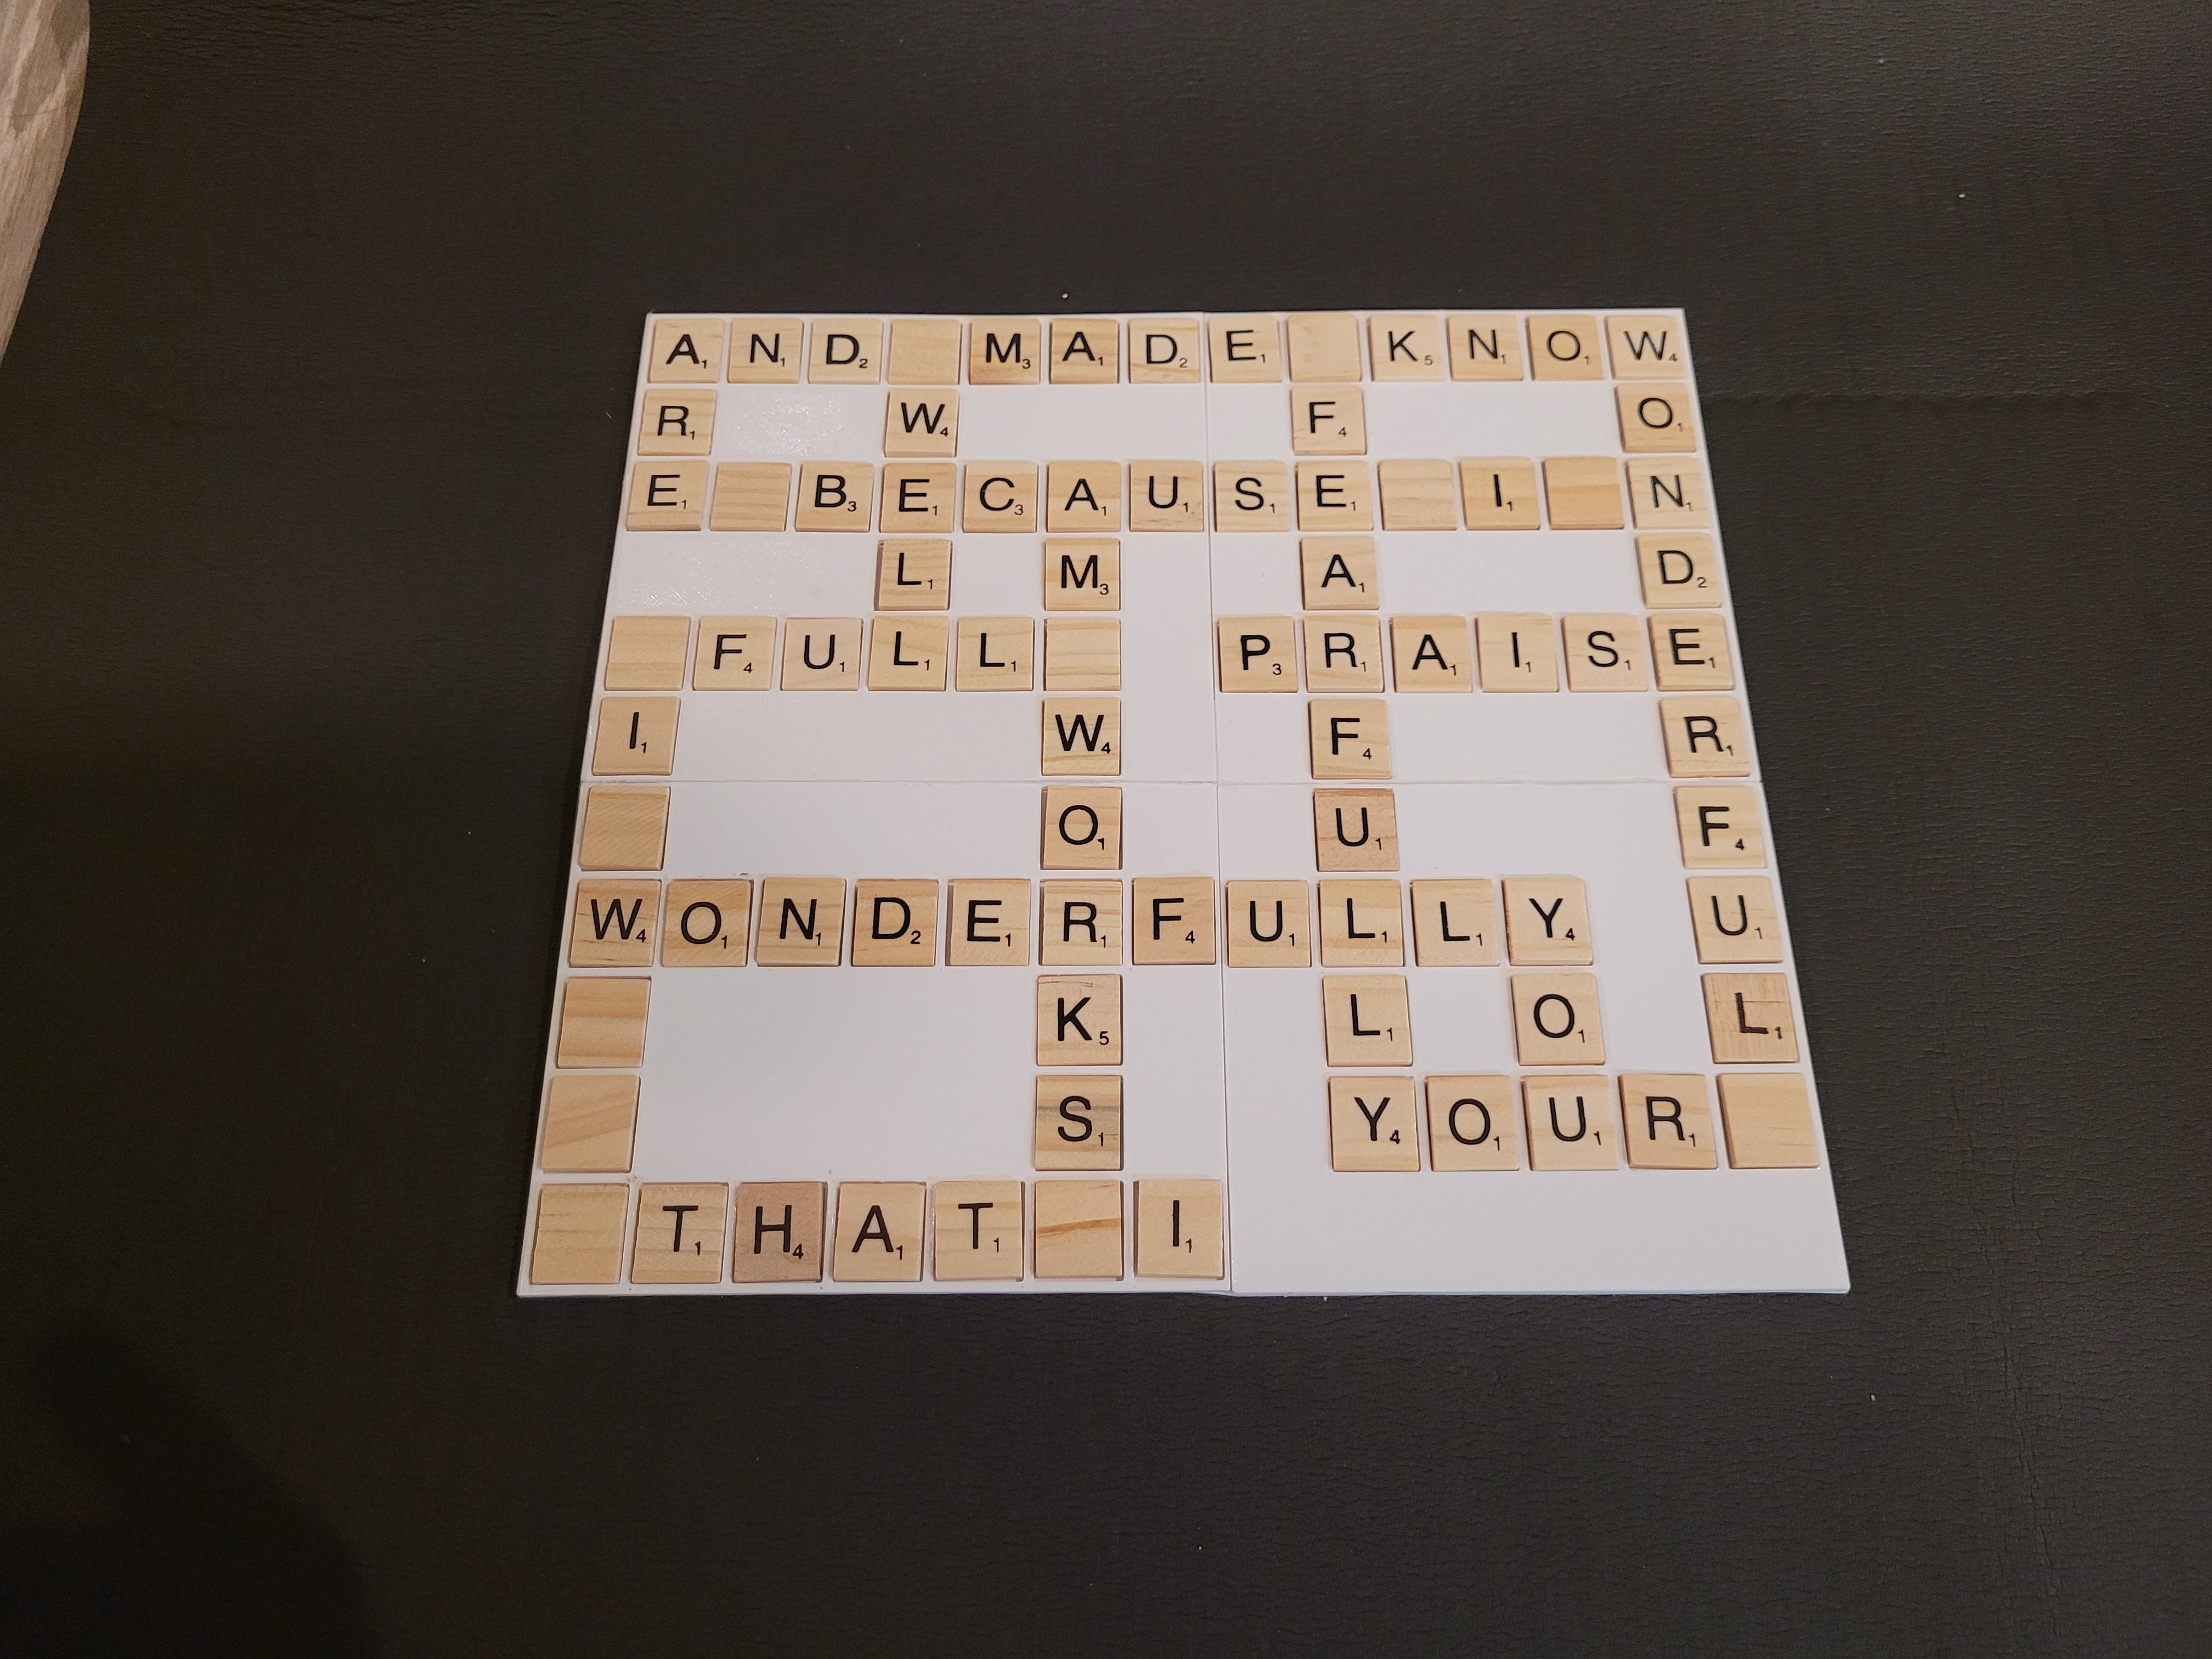 AND MADE KNOW
R W F O
E BECAUSE I N
L M A D
FULL PRAISE
I W F R
O U F
WONDERFULLY U
K L O L
S YOUR
THAT I